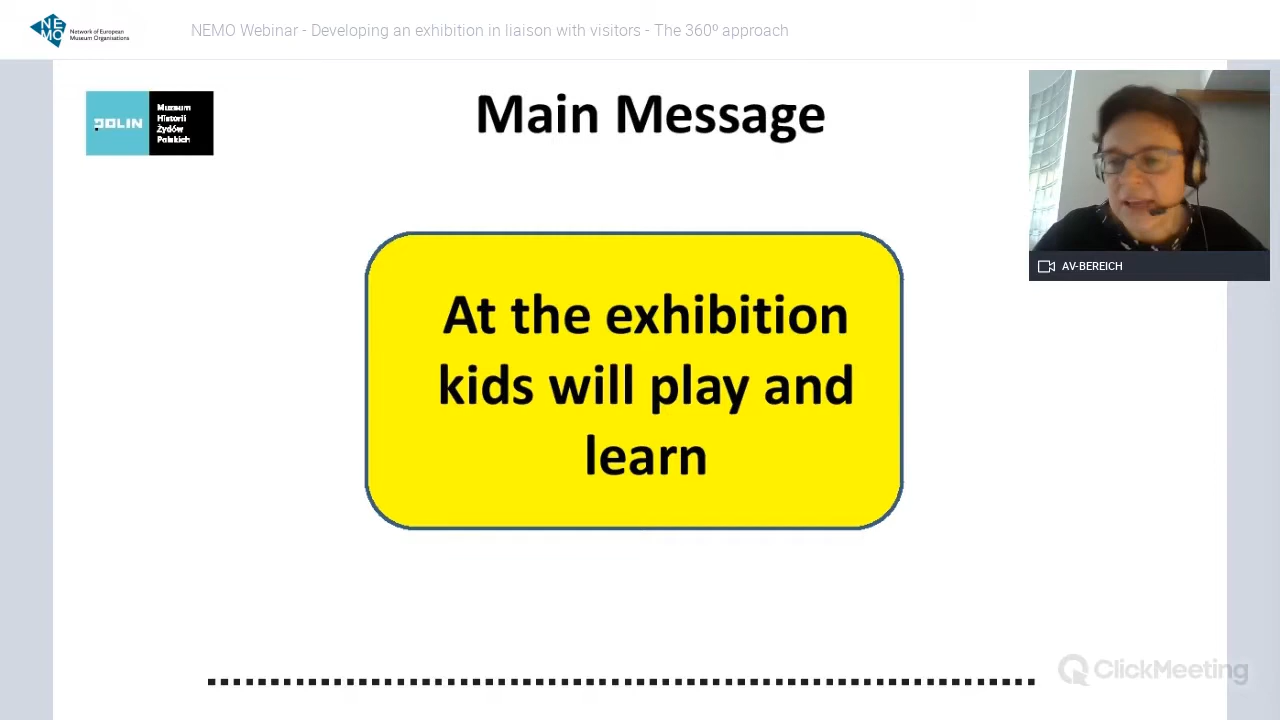 NEMO
Network of European
Museum Organisations
NEMO Webinar - Developing an exhibition in liaison with visitors - The 360º approach
POLIN
Muzeum
Historii
Żydów
Polskich
Main Message
At the exhibition
kids will play and
learn
AV-BEREICH
ClickMeeting